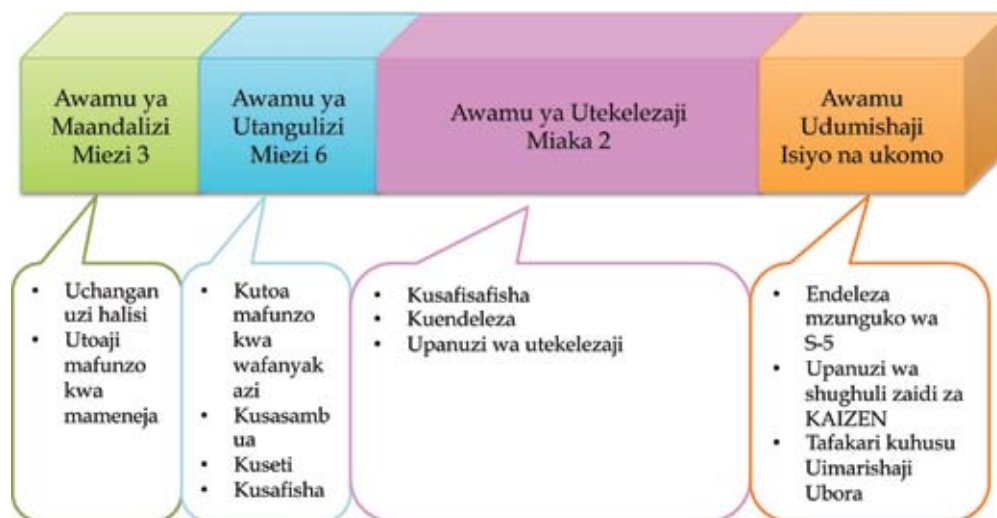 Awamu ya
Maandalizi
Miezi 3
Awamu ya
Utangulizi
Miezi 6
Awamu ya Utekelezaji
Miaka 2
Awamu
Udumishaji
Isiyo na ukomo
• Uchangan
uzi halisi
• Utoaji
mafunzo
kwa
mameneja
• Kutoa
mafunzo
kwa
wafanyak
azi
• Kusasamb
ua
• Kuseti
• Kusafisha
• Kusafisafisha
• Kuendeleza
• Upanuzi wa utekelezaji
• Endeleza
mzunguko wa
S-5
• Upanuzi wa
shughuli zaidi za
KAIZEN
• Tafakari kuhusu
Uimarishaji
Ubora